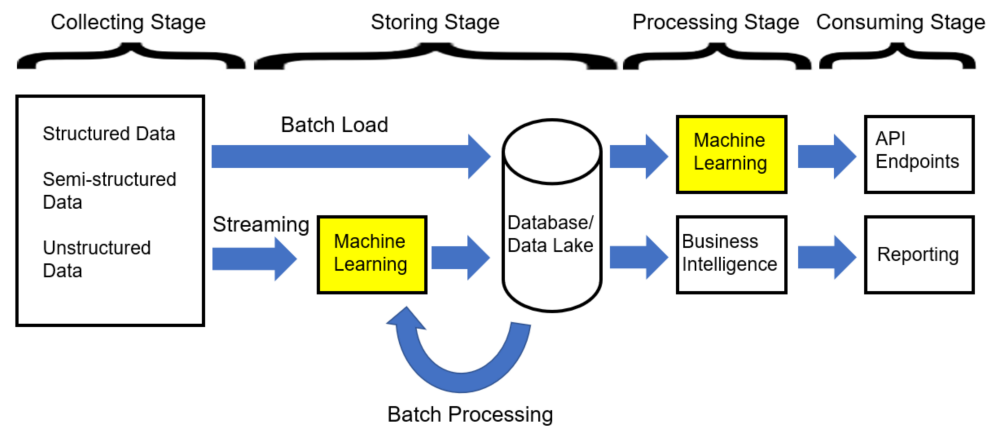 Collecting Stage
Storing Stage
Processing Stage
Consuming Stage
Structured Data
Semi-structured
Data
Unstructured
Data
Batch Load
Streaming
Machine
Learning
Database/
Data Lake
Batch Processing
Machine
Learning
Business
Intelligence
API
Endpoints
Reporting